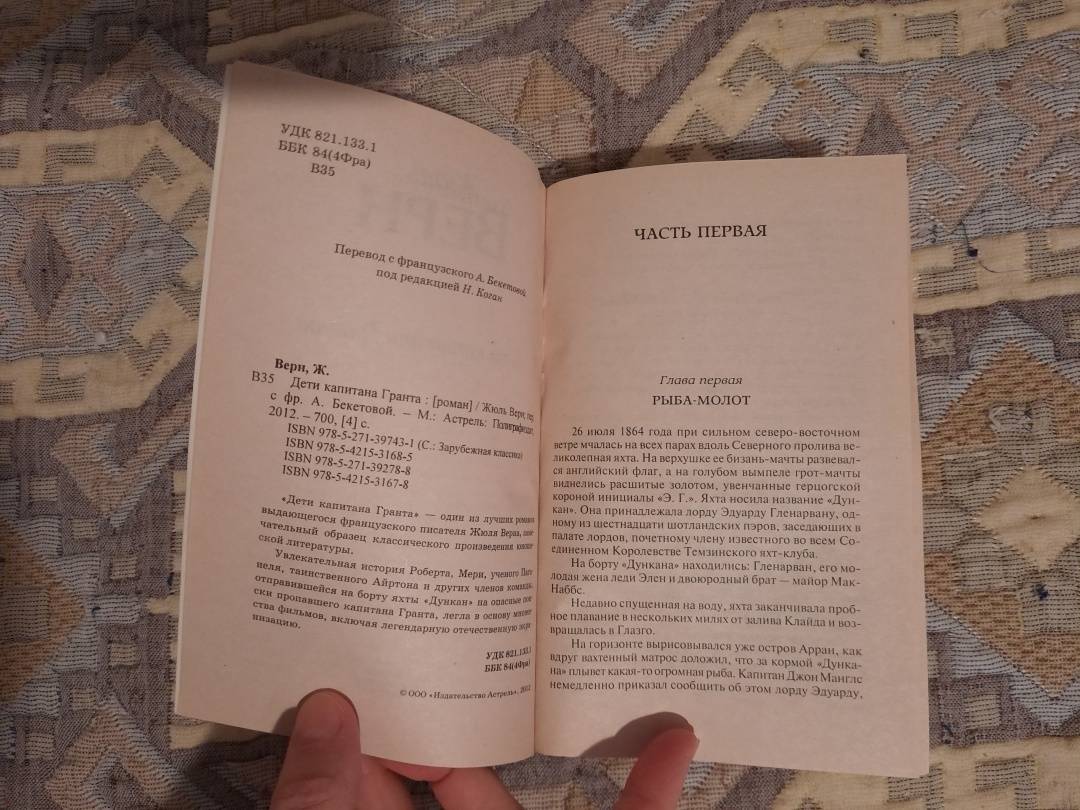 УДК 821.133.1
ББК 84(4Фра)
В35
Перевод с французского А. Бекетовой
под редакцией Н. Коган
Верн, Ж.
В35 Дети капитана Гранта : [роман] / Жюль Верн; пер.
с фр. А. Бекетовой. – М.: Астрель: Полиграфиздат,
2012. – 700, [4] с.
ISBN 978-5-271-39743-1 (С.: Зарубежная классика)
ISBN 978-5-4215-3168-5
ISBN 978-5-271-39278-8
ISBN 978-5-4215-3167-8
«Дети капитана Гранта» — один из лучших романов
выдающегося французского писателя Жюля Верна,
чательный образец классического произведения
ской литературы.
Увлекательная история Роберта, Мери, ученого Пага-
неля, таинственного Айртона и других членов команды,
отправившейся на борту яхты «Дункан» на опасные пои-
ски пропавшего капитана Гранта, легла в основу множе-
ства фильмов, включая легендарную отечественную экра-
низацию.
УДК 821.133.1
ББК 84(4Фра)
© ООО «Издательство Астрель», 2012
ВЕРН
ЧАСТЬ ПЕРВАЯ
Глава первая
РЫБА-МОЛОТ
26 июля 1864 года при сильном северо-восточном
ветре мчалась на всех парах вдоль Северного пролива ве-
ликолепная яхта. На верхушке ее бизань-мачты развевал-
ся английский флаг, а на голубом вымпеле грот-мачты
виднелись расшитые золотом, увенчанные герцогской
короной инициалы «Э. Г.». Яхта носила название «Дун-
кан». Она принадлежала лорду Эдуарду Гленарвану, од-
ному из шестнадцати шотландских пэров, заседающих в
палате лордов, почетному члену известного во всем Со-
единенном Королевстве Темзинского яхт-клуба.
На борту «Дункана» находились: Гленарван, его мо-
лодая жена леди Элен и двоюродный брат — майор Мак-
Наббс.
Недавно спущенная на воду, яхта заканчивала проб-
ное плавание в нескольких милях от залива Клайда и воз-
вращалась в Глазго.
На горизонте вырисовывался уже остров Арран, как
вдруг вахтенный матрос доложил, что за кормой «Дунка-
на» плывет какая-то огромная рыба. Капитан Джон Манглс
немедленно приказал сообщить об этом лорду Эдуарду,